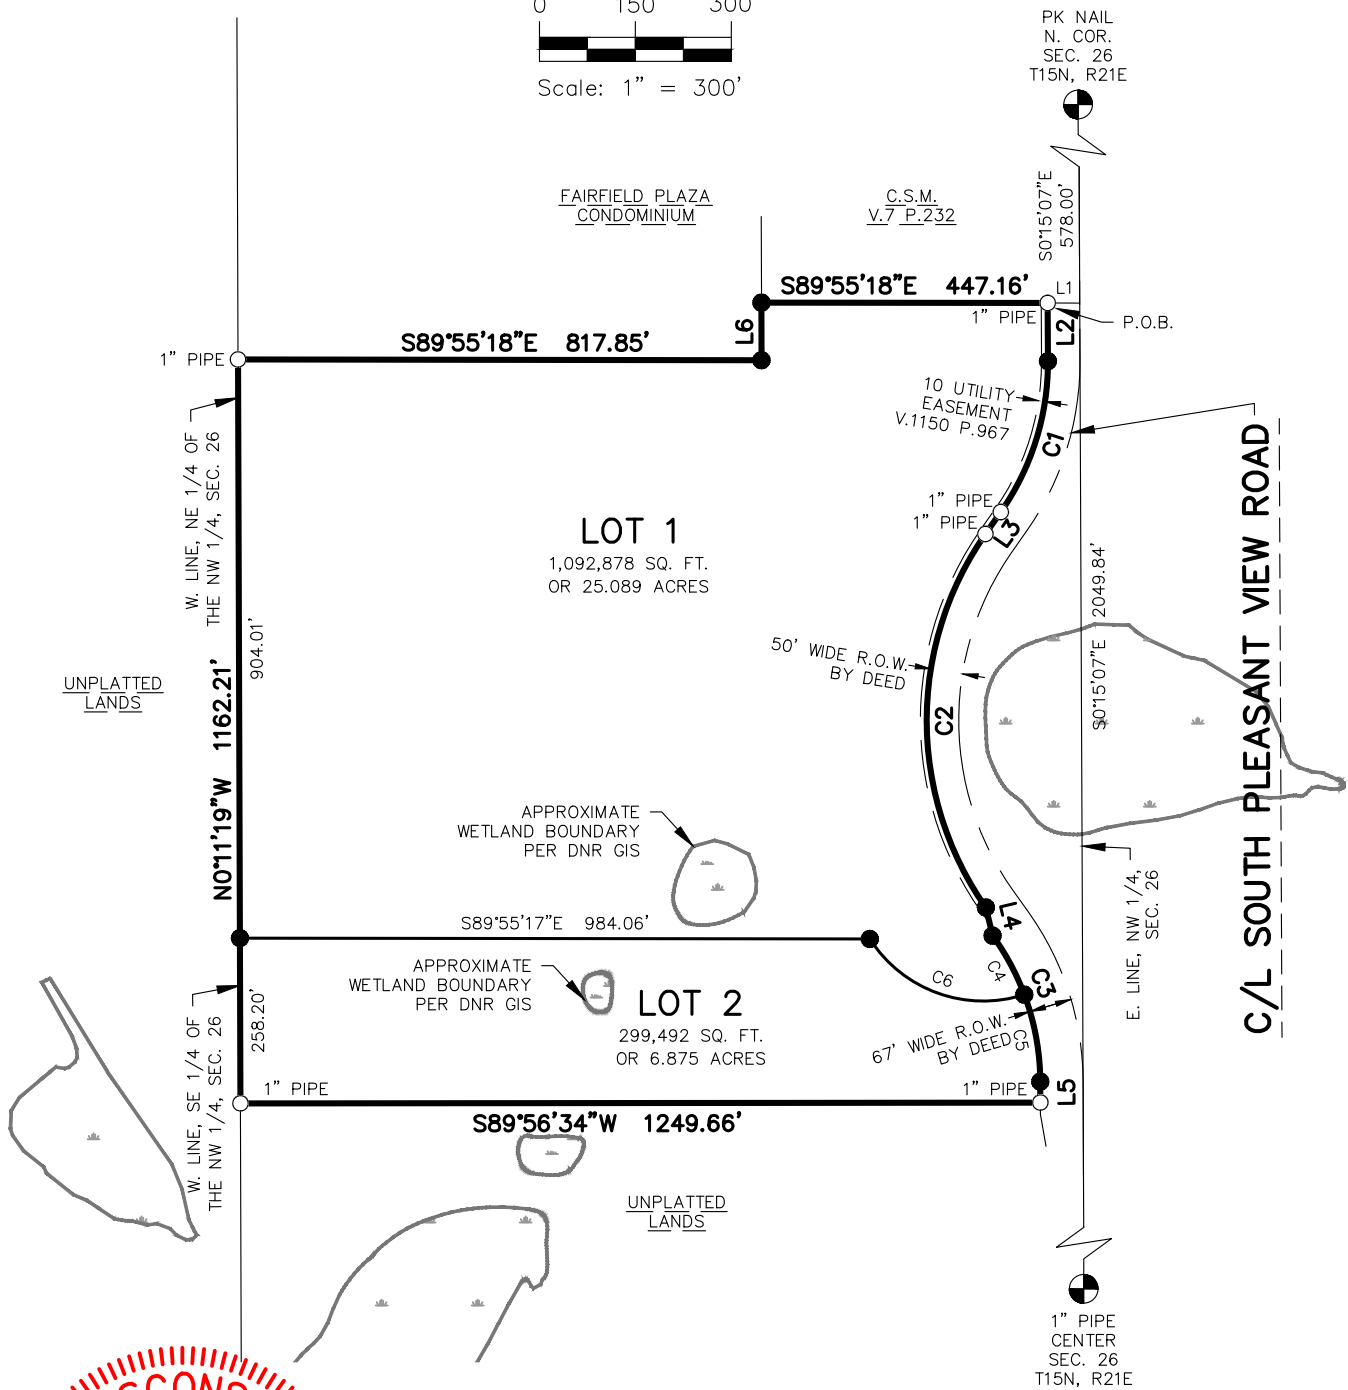 0 150 300
Scale: 1" = 300'
PK NAIL
N. COR.
SEC. 26
T15N, R21E
S0°15'07"E
578.00'
FAIRFIELD PLAZA
CONDOMINIUM
C.S.M.
V.7 P.232
S89°55'18"E 447.16'
L1
1" PIPE
P.O.B.
L2
L6
S89°55'18"E 817.85'
1" PIPE
10 UTILITY
EASEMENT
V.1150 P.967
C1
W. LINE, NE 1/4 OF
THE NW 1/4, SEC. 26
1" PIPE
1" PIPE
L3
LOT 1
1,092,878 SQ. FT.
OR 25.089 ACRES
C/L SOUTH PLEASANT VIEW ROAD
S0°15'07"E 2049.84'
904.01'
N0°11'19"W 1162.21'
UNPLATTED
LANDS
50' WIDE R.O.W.
BY DEED
C2
APPROXIMATE
WETLAND BOUNDARY
PER DNR GIS
E. LINE, NW 1/4,
SEC. 26
L4
S89°55'17"E 984.06'
APPROXIMATE
WETLAND BOUNDARY
PER DNR GIS
C6
C4
C3
LOT 2
299,492 SQ. FT.
OR 6.875 ACRES
67' WIDE R.O.W.
BY DEED
C5
258.20'
W. LINE, SE 1/4 OF
THE NW 1/4, SEC. 26
1" PIPE
1" PIPE
L5
S89°56'34"W 1249.66'
UNPLATTED
LANDS
1" PIPE
CENTER
SEC. 26
T15N, R21E